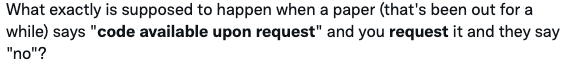 What exactly is supposed to happen when a paper (that's been out for a
while) says "code available upon request" and you request it and they say
"no"?